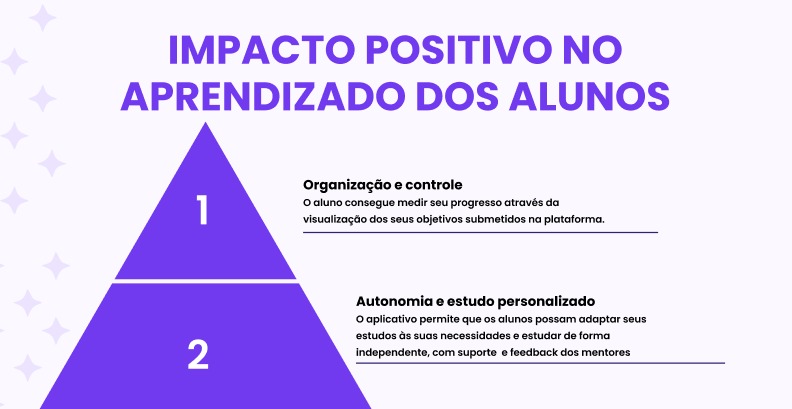 IMPACTO POSITIVO NO
APRENDIZADO DOS ALUNOS
1
Organização e controle
O aluno consegue medir seu progresso através da
visualização dos seus objetivos submetidos na plataforma.
2
Autonomia e estudo personalizado
O aplicativo permite que os alunos possam adaptar seus
estudos às suas necessidades e estudar de forma
independente, com suporte  e feedback dos mentores